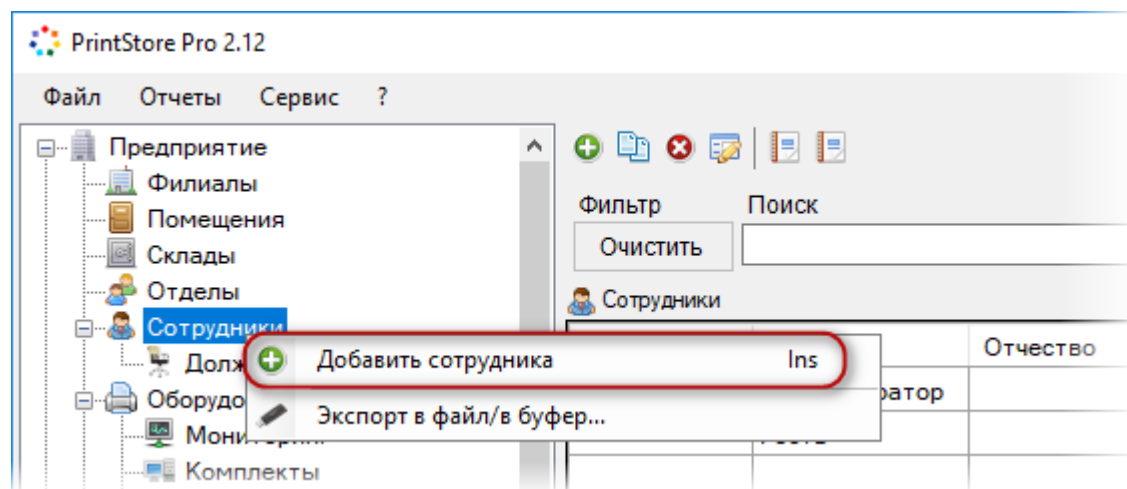 PrintStore Pro 2.12
Файл Отчеты Сервис ?
Предприятие
Филиалы
Помещения
Склады
Отделы
Сотрудники
Фильтр Поиск
Очистить
Сотрудники
Отчество
Добавить сотрудника Ins
Экспорт в файл/в буфер...
Комплекты